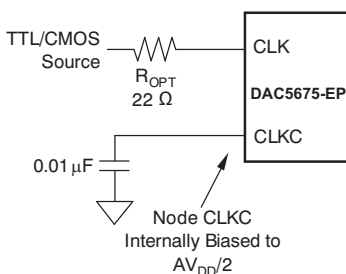 TTL/CMOS
Source
R_OPT
22 Ω
CLK
DAC5675-EP
CLKC
0.01 μF
Node CLKC
Internally Biased to
AV_DD/2